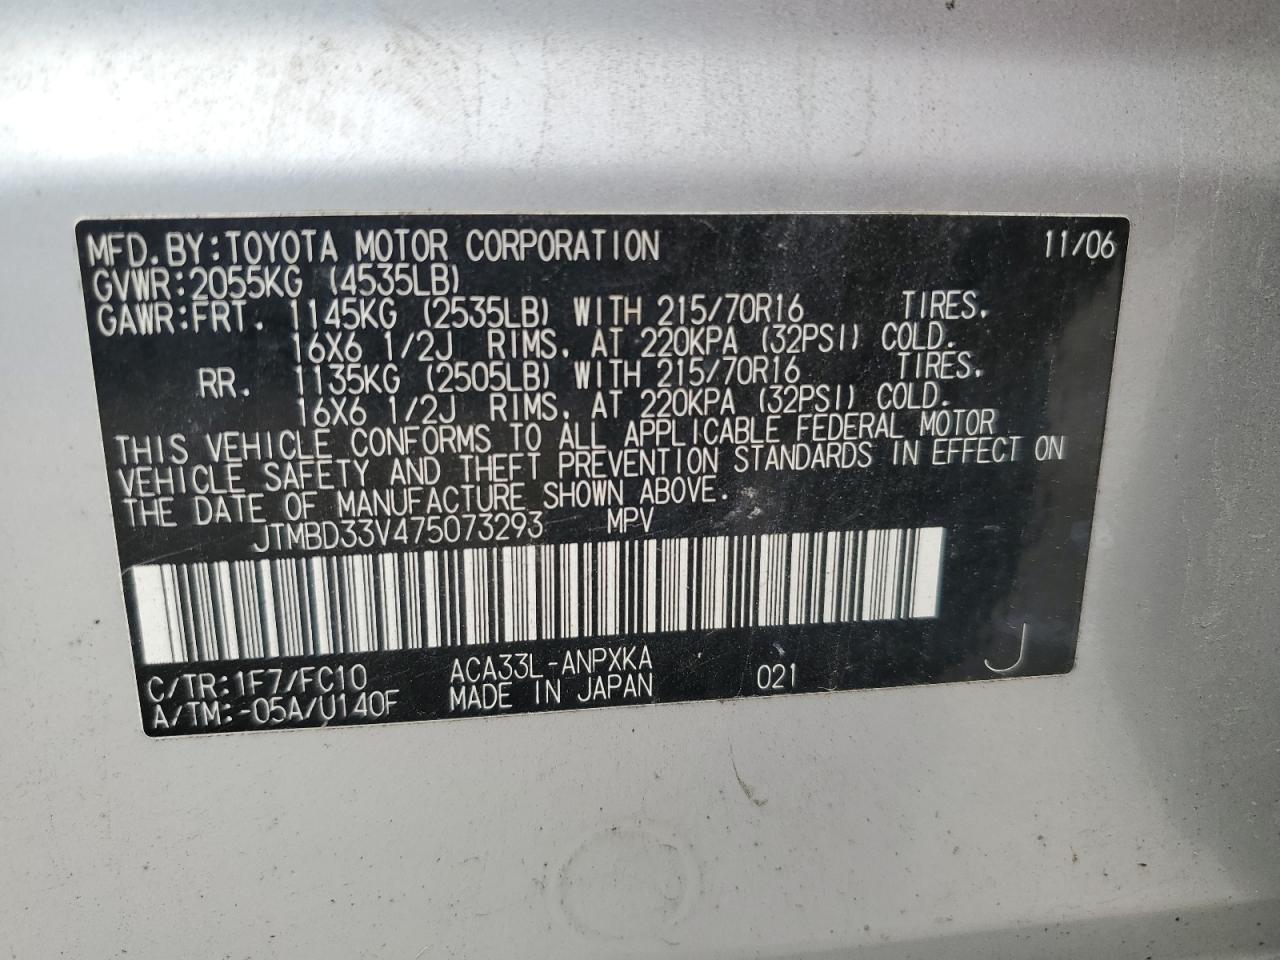 MFD.BY:TOYOTA MOTOR CORPORATION 11/06
GVWR:2055KG (4535LB)
GAWR:FRT. 1145KG (2535LB) WITH 215/70R16 TIRES.
16X6 1/2J RIMS, AT 220KPA (32PSI) COLD.
RR. 1135KG (2505LB) WITH 215/70R16 TIRES.
16X6 1/2J RIMS, AT 220KPA (32PSI) COLD.
THIS VEHICLE CONFORMS TO ALL APPLICABLE FEDERAL MOTOR
VEHICLE SAFETY AND THEFT PREVENTION STANDARDS IN EFFECT ON
THE DATE OF MANUFACTURE SHOWN ABOVE.
JTMBD33V475073293 MPV
C/TR:1F7/FC10 ACA33L-ANPXKA
A/TM:-05A/U140F MADE IN JAPAN 021 J